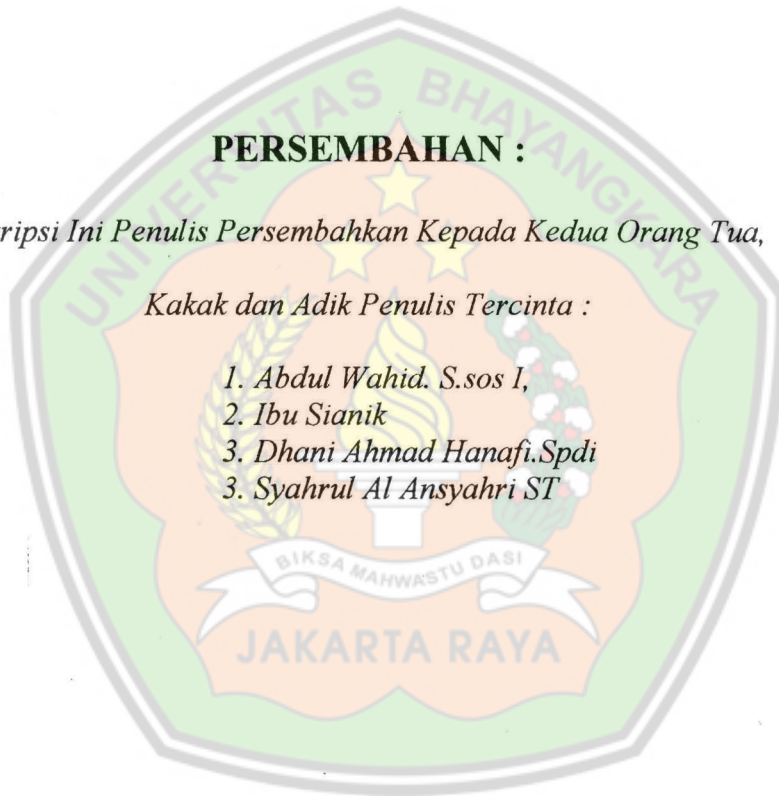 UNIVERSITAS BHAYANGKARA
PERSEMBAHAN :
ripsi Ini Penulis Persembahkan Kepada Kedua Orang Tua,
Kakak dan Adik Penulis Tercinta :
1. Abdul Wahid. S.sos I,
2. Ibu Sianik
3. Dhani Ahmad Hanafi.Spdi
3. Syahrul Al Ansyahri ST
BIKSA MAHWASTU DASI
JAKARTA RAYA